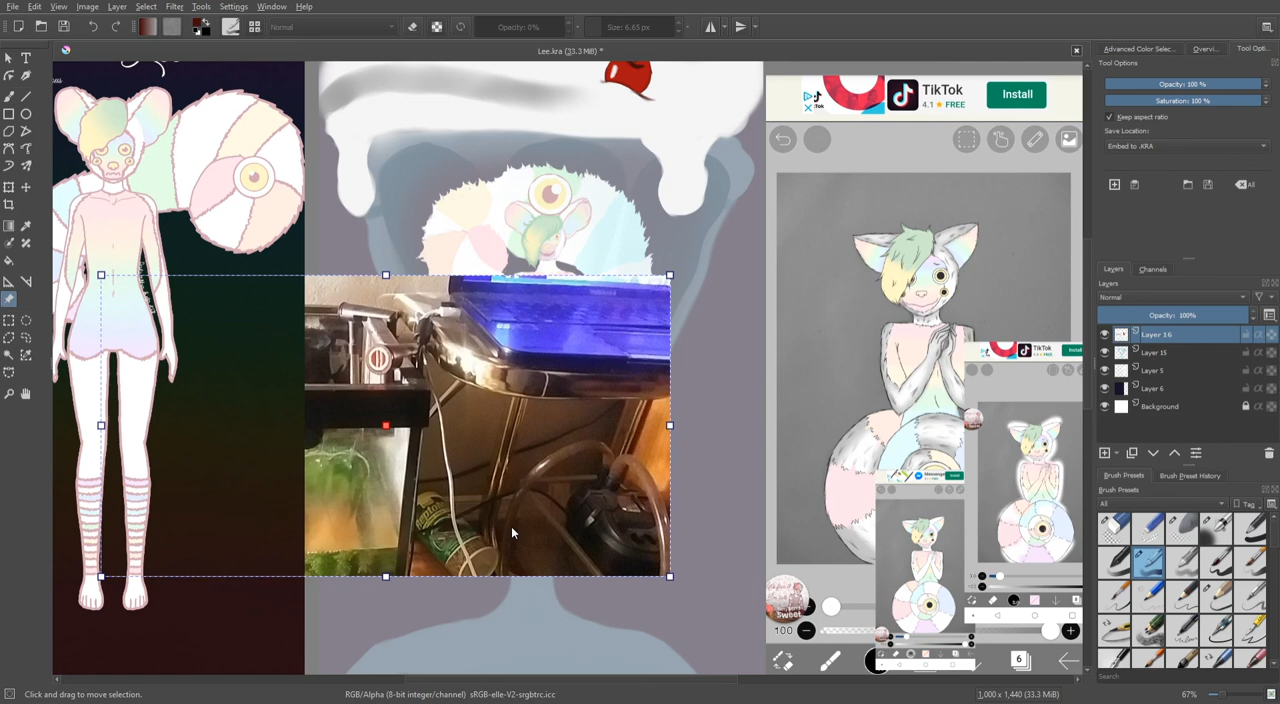 File Edit View Image Layer Select Filter Tools Settings Window Help
Normal
Opacity: 0%
Size: 6.65 px
Lee.kra (33.3 MiB) *
Advanced Color Selec...
Overvi...
Tool Opti...
Tool Options
Opacity: 100 %
Saturation: 100 %
Keep aspect ratio
Save Location:
Embed to .KRA
All
Layers
Channels
Layers
Normal
Opacity: 100%
Layer 16
Layer 15
Layer 5
Layer 6
Background
Brush Presets
Brush Preset History
Brush Presets
All
Tag
Search
TikTok
4.1 ★ FREE
Install
TikTok
Install
Sweet
100
6
Click and drag to move selection.
RGB/Alpha (8-bit integer/channel) sRGB-elle-V2-srgbtrc.icc
1,000 x 1,440 (33.3 MiB)
67%